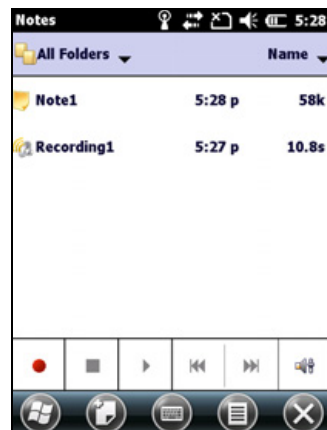 Notes 5:28
All Folders Name
Note1 5:28 p 58k
Recording1 5:27 p 10.8s